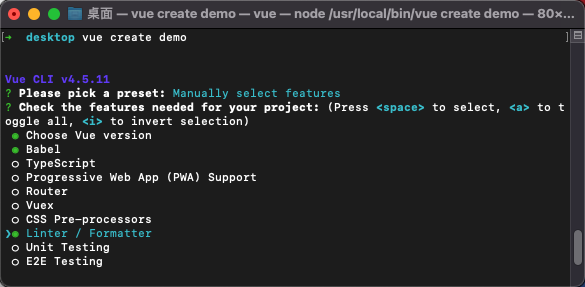 桌面 — vue create demo — vue — node /usr/local/bin/vue create demo — 80×…
[➜  desktop vue create demo ]
Vue CLI v4.5.11
? Please pick a preset: Manually select features
? Check the features needed for your project: (Press <space> to select, <a> to t
oggle all, <i> to invert selection)
◉ Choose Vue version
◉ Babel
◯ TypeScript
◯ Progressive Web App (PWA) Support
◯ Router
◯ Vuex
◯ CSS Pre-processors
❯◉ Linter / Formatter
◯ Unit Testing
◯ E2E Testing